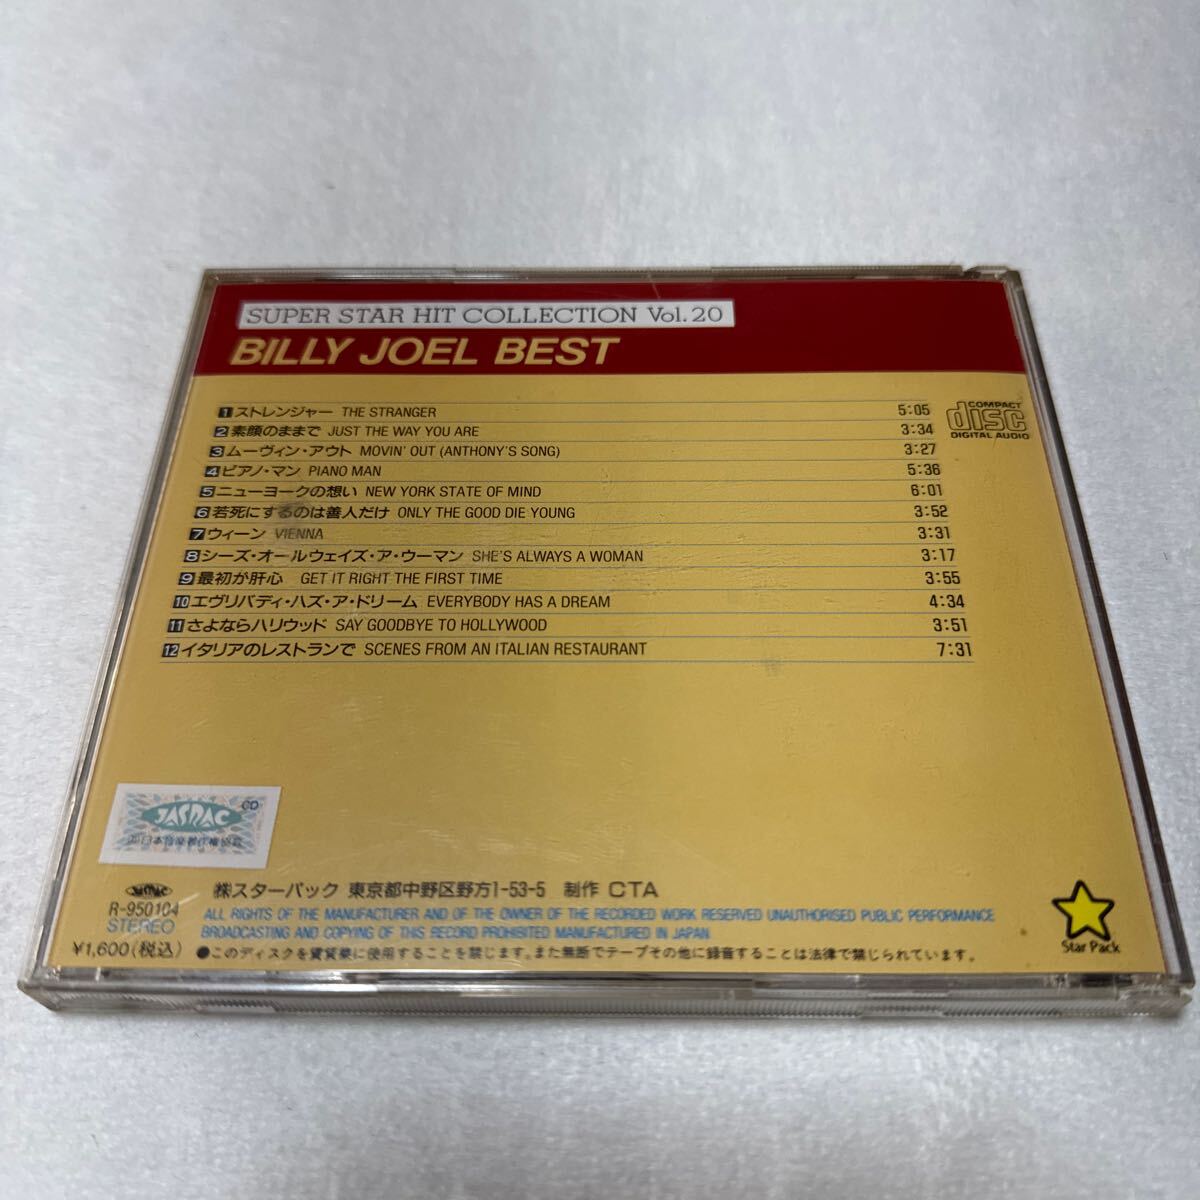 SUPER STAR HIT COLLECTION Vol. 20
BILLY JOEL BEST
1 ストレンジャー THE STRANGER 5:05
2 素顔のままで JUST THE WAY YOU ARE 3:34
3 ムーヴィン・アウト MOVIN' OUT (ANTHONY'S SONG) 3:27
4 ピアノ・マン PIANO MAN 5:36
5 ニューヨークの想い NEW YORK STATE OF MIND 6:01
6 若死にするのは善人だけ ONLY THE GOOD DIE YOUNG 3:52
7 ウィーン VIENNA 3:31
8 シーズ・オールウェイズ・ア・ウーマン SHE'S ALWAYS A WOMAN 3:17
9 最初が肝心 GET IT RIGHT THE FIRST TIME 3:55
10 エヴリバディ・ハズ・ア・ドリーム EVERYBODY HAS A DREAM 4:34
11 さよならハリウッド SAY GOODBYE TO HOLLYWOOD 3:51
12 イタリアのレストランで SCENES FROM AN ITALIAN RESTAURANT 7:31
COMPACT
disc
DIGITAL AUDIO
CD
JASRAC
JASRAC
R-950104
STEREO
¥1,600(税込)
㈱スターパック 東京都中野区野方1-53-5 制作 CTA
ALL RIGHTS OF THE MANUFACTURER AND OF THE OWNER OF THE RECORDED WORK RESERVED UNAUTHORISED PUBLIC PERFORMANCE
BROADCASTING AND COPYING OF THIS RECORD PROHIBITED MANUFACTURED IN JAPAN
●このディスクを賃貸業に使用することを禁じます。また無断でテープその他に録音することは法律で禁じられています。
Star Pack